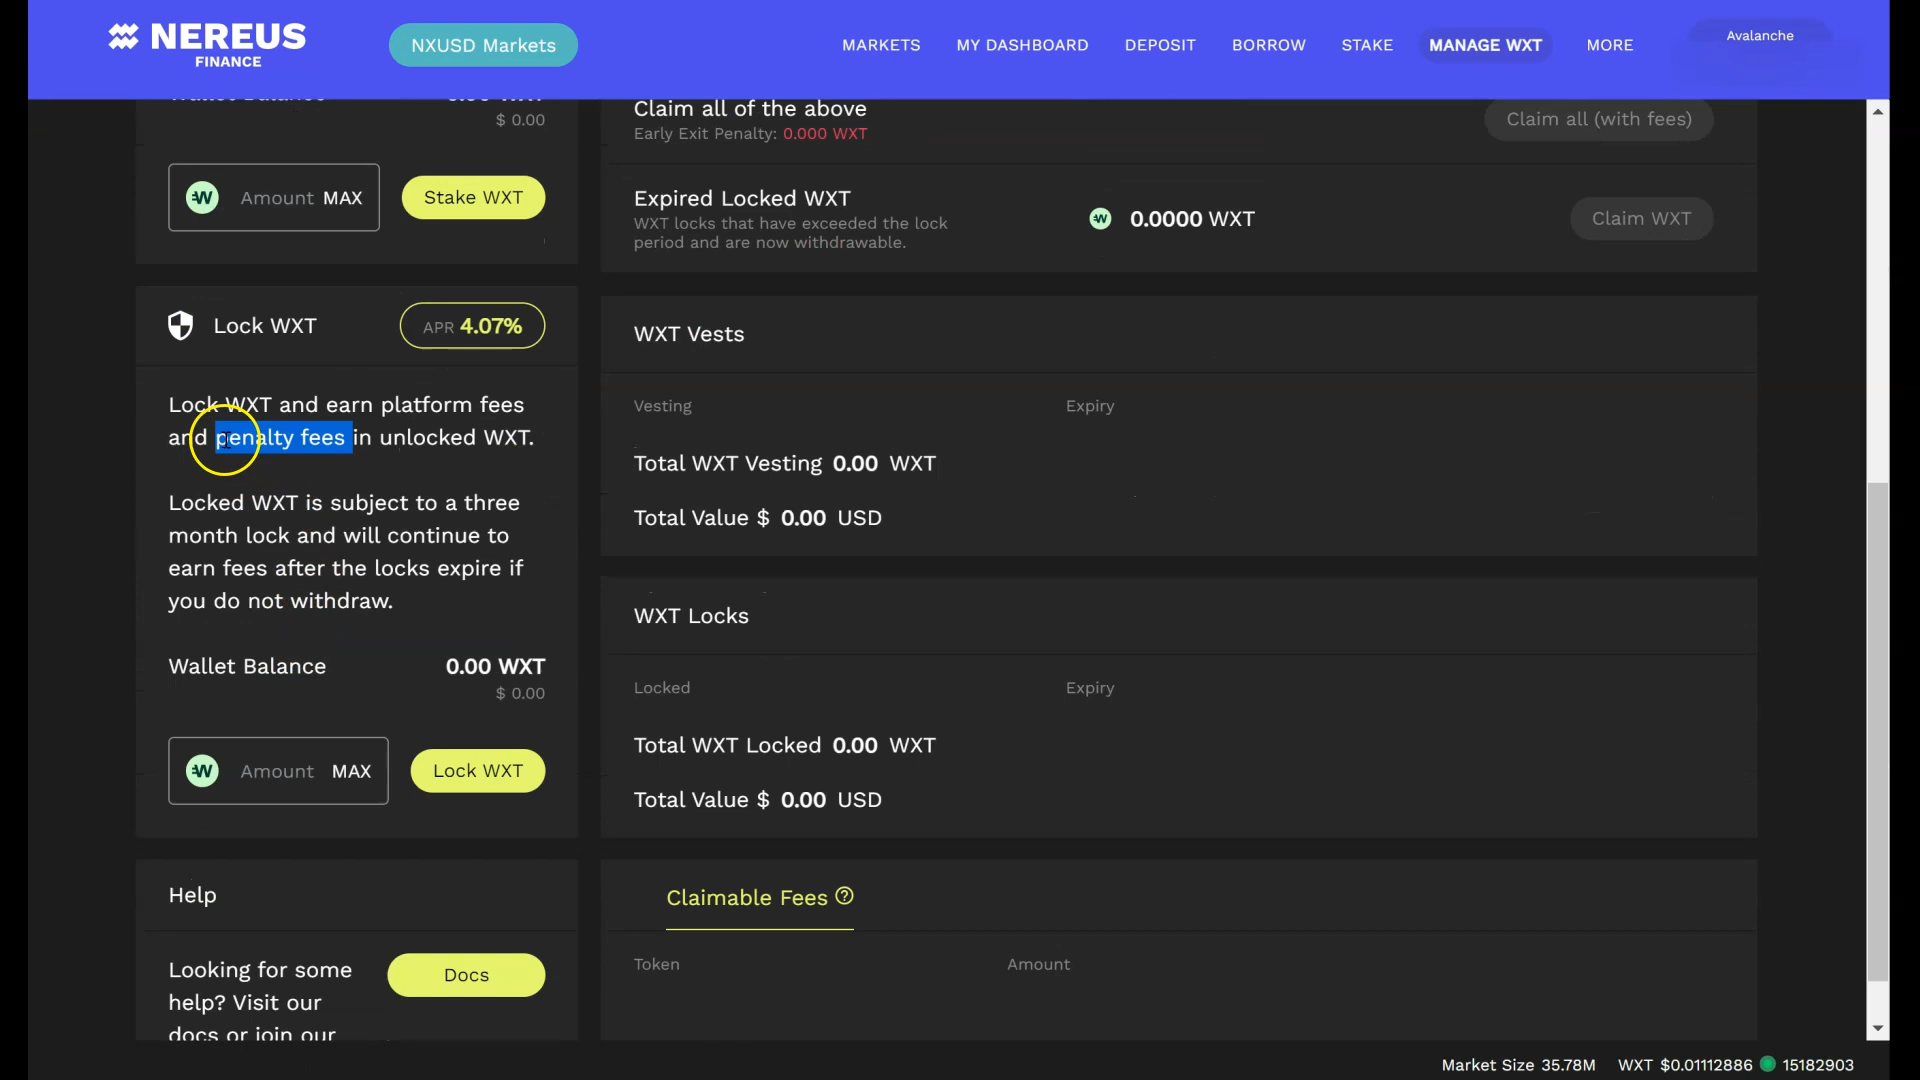 NEREUS
FINANCE
NXUSD Markets
MARKETS
MY DASHBOARD
DEPOSIT
BORROW
STAKE
MANAGE WXT
MORE
Avalanche
Wallet Balance
0.00 WXT
$ 0.00
Amount MAX
Stake WXT
Lock WXT
APR 4.07%
Lock WXT and earn platform fees
and penalty fees in unlocked WXT.
Locked WXT is subject to a three
month lock and will continue to
earn fees after the locks expire if
you do not withdraw.
Wallet Balance
0.00 WXT
$ 0.00
Amount MAX
Lock WXT
Help
Looking for some
help? Visit our
docs or join our
Docs
Claim all of the above
Early Exit Penalty: 0.000 WXT
Claim all (with fees)
Expired Locked WXT
WXT locks that have exceeded the lock
period and are now withdrawable.
0.0000 WXT
Claim WXT
WXT Vests
Vesting
Expiry
Total WXT Vesting 0.00 WXT
Total Value $ 0.00 USD
WXT Locks
Locked
Expiry
Total WXT Locked 0.00 WXT
Total Value $ 0.00 USD
Claimable Fees ?
Token
Amount
Market Size 35.78M
WXT $0.01112886
15182903